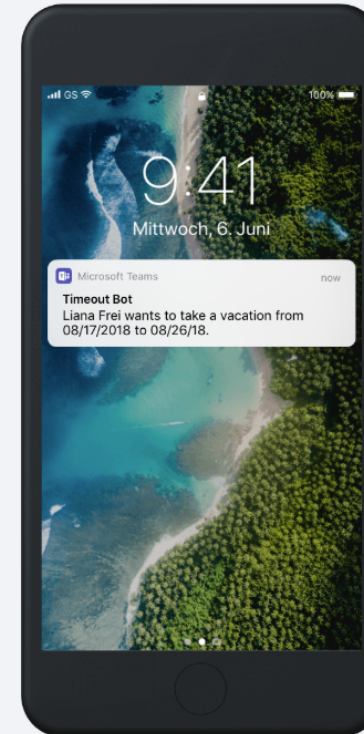 GS 100%
9:41
Mittwoch, 6. Juni
Microsoft Teams now
Timeout Bot
Liana Frei wants to take a vacation from
08/17/2018 to 08/26/18.